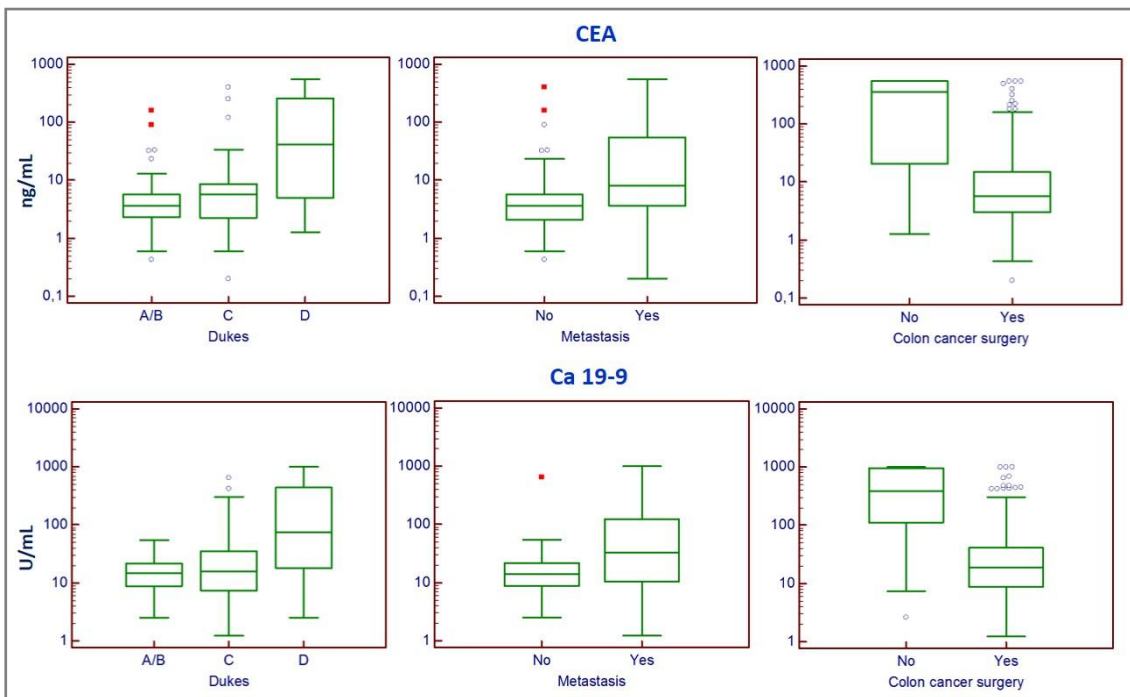 CEA
ng/mL
1000
100
10
1
0,1
A/B C D
Dukes
1000
100
10
1
0,1
No Yes
Metastasis
1000
100
10
1
0,1
No Yes
Colon cancer surgery
Ca 19-9
U/mL
10000
1000
100
10
1
A/B C D
Dukes
10000
1000
100
10
1
No Yes
Metastasis
10000
1000
100
10
1
No Yes
Colon cancer surgery